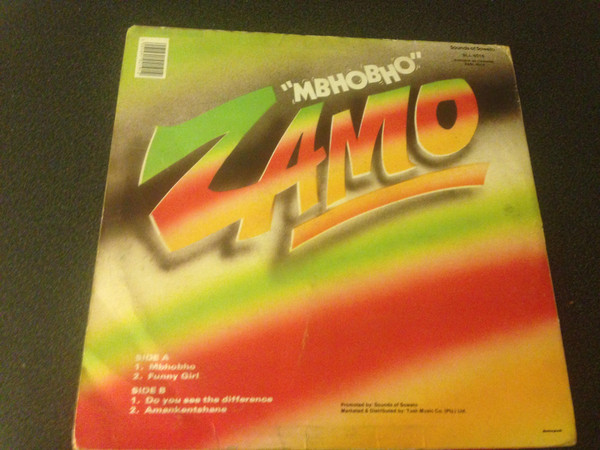 Sounds of Soweto
"MBHOBHO"
ZAMO
SIDE A
1. Mbhobho
2. Funny Girl
SIDE B
1. Do you see the difference
2. Amankentshane
Promoted by: Sounds of Soweto
Marketed & Distributed by: Tusk Music Co. (Pty.) Ltd.